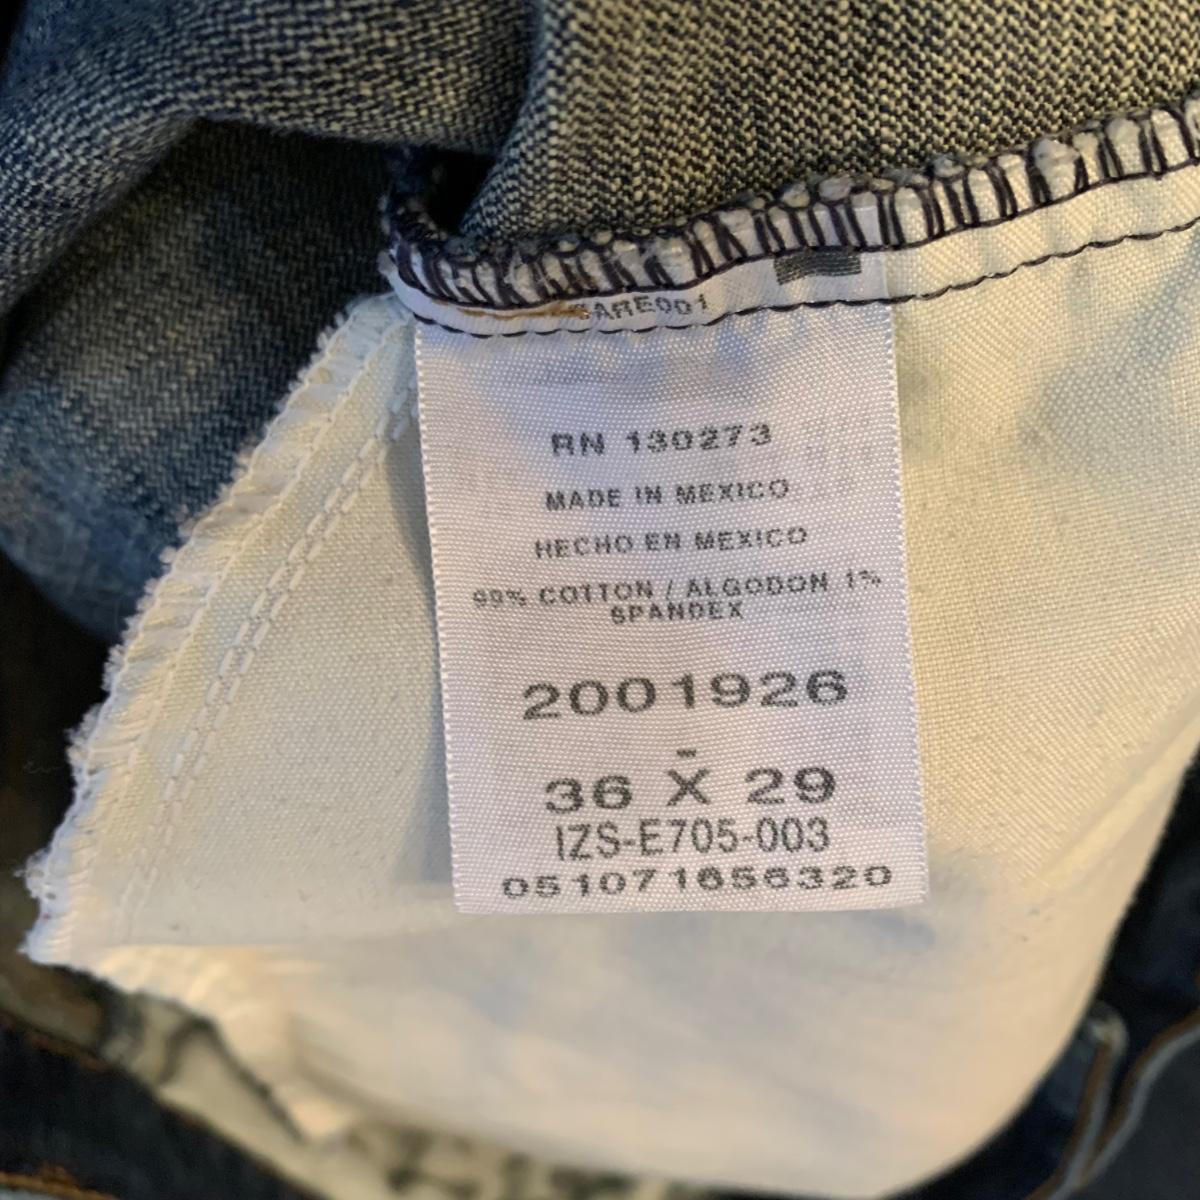 RN 130273
MADE IN MEXICO
HECHO EN MEXICO
99% COTTON / ALGODON 1%
SPANDEX
2001926
-
36 X 29
IZS-E705-003
051071656320